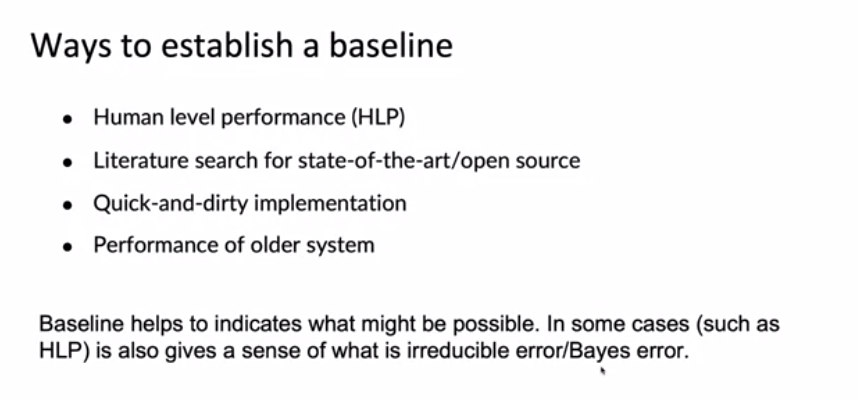 Ways to establish a baseline
• Human level performance (HLP)
• Literature search for state-of-the-art/open source
• Quick-and-dirty implementation
• Performance of older system
Baseline helps to indicates what might be possible. In some cases (such as
HLP) is also gives a sense of what is irreducible error/Bayes error.